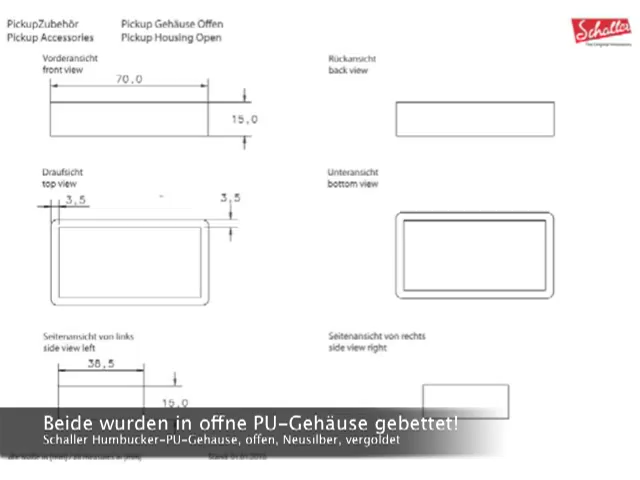 PickupZubehör Pickup Gehäuse Offen
Pickup Accessories Pickup Housing Open
Schaller
Vorderansicht
front view
Rückansicht
back view
70,0
15,0
Draufsicht
top view
Unteransicht
bottom view
3,5
3,5
Seitenansicht von links
side view left
Seitenansicht von rechts
side view right
38,5
15,0
Beide wurden in offne PU-Gehäuse gebettet!
Schaller Humbucker-PU-Gehäuse, offen, Neusilber, vergoldet